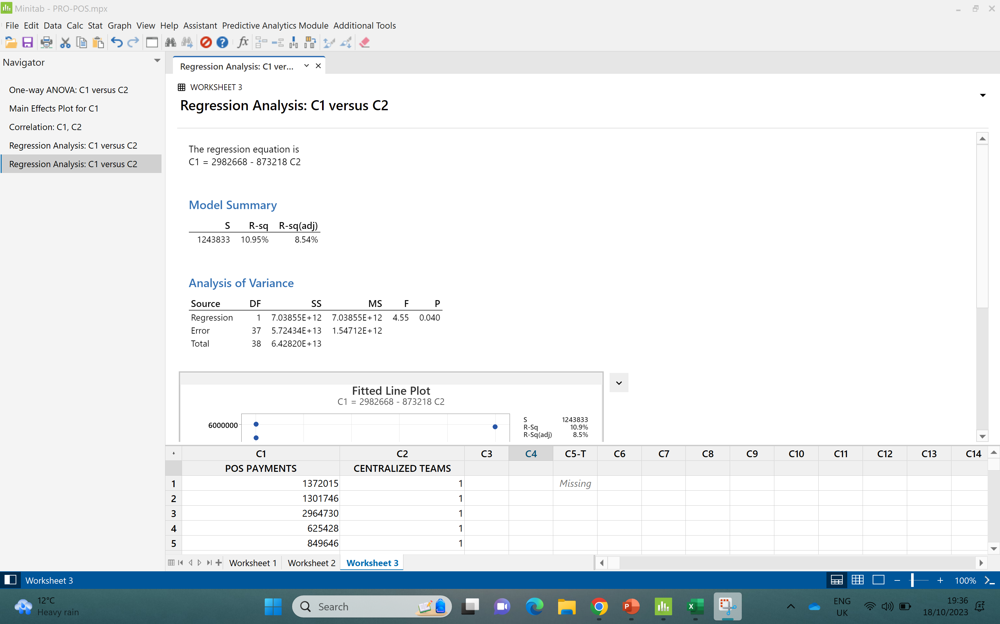 Minitab - PRO-POS.mpx
File Edit Data Calc Stat Graph View Help Assistant Predictive Analytics Module Additional Tools
Navigator
One-way ANOVA: C1 versus C2
Main Effects Plot for C1
Correlation: C1, C2
Regression Analysis: C1 versus C2
Regression Analysis: C1 versus C2
Regression Analysis: C1 ver...
WORKSHEET 3
Regression Analysis: C1 versus C2
The regression equation is
C1 = 2982668 - 873218 C2
Model Summary
S R-sq R-sq(adj)
1243833 10.95% 8.54%
Analysis of Variance
Source DF SS MS F P
Regression 1 7.03855E+12 7.03855E+12 4.55 0.040
Error 37 5.72434E+13 1.54712E+12
Total 38 6.42820E+13
Fitted Line Plot
C1 = 2982668 - 873218 C2
6000000
S 1243833
R-Sq 10.9%
R-Sq(adj) 8.5%
C1 C2 C3 C4 C5-T C6 C7 C8 C9 C10 C11 C12 C13 C14
POS PAYMENTS CENTRALIZED TEAMS
1 1372015 1 Missing
2 1301746 1
3 2964730 1
4 625428 1
5 849646 1
Worksheet 1 Worksheet 2 Worksheet 3
Worksheet 3
100%
12°C
Heavy rain
Search
ENG
UK
19:36
18/10/2023